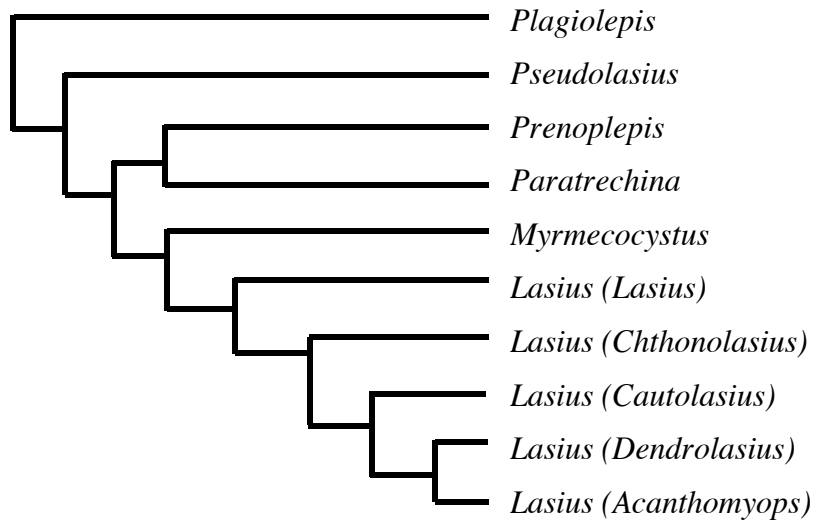 Plagiolepis
Pseudolasius
Prenoplepis
Paratrechina
Myrmecocystus
Lasius (Lasius)
Lasius (Chthonolasius)
Lasius (Cautolasius)
Lasius (Dendrolasius)
Lasius (Acanthomyops)